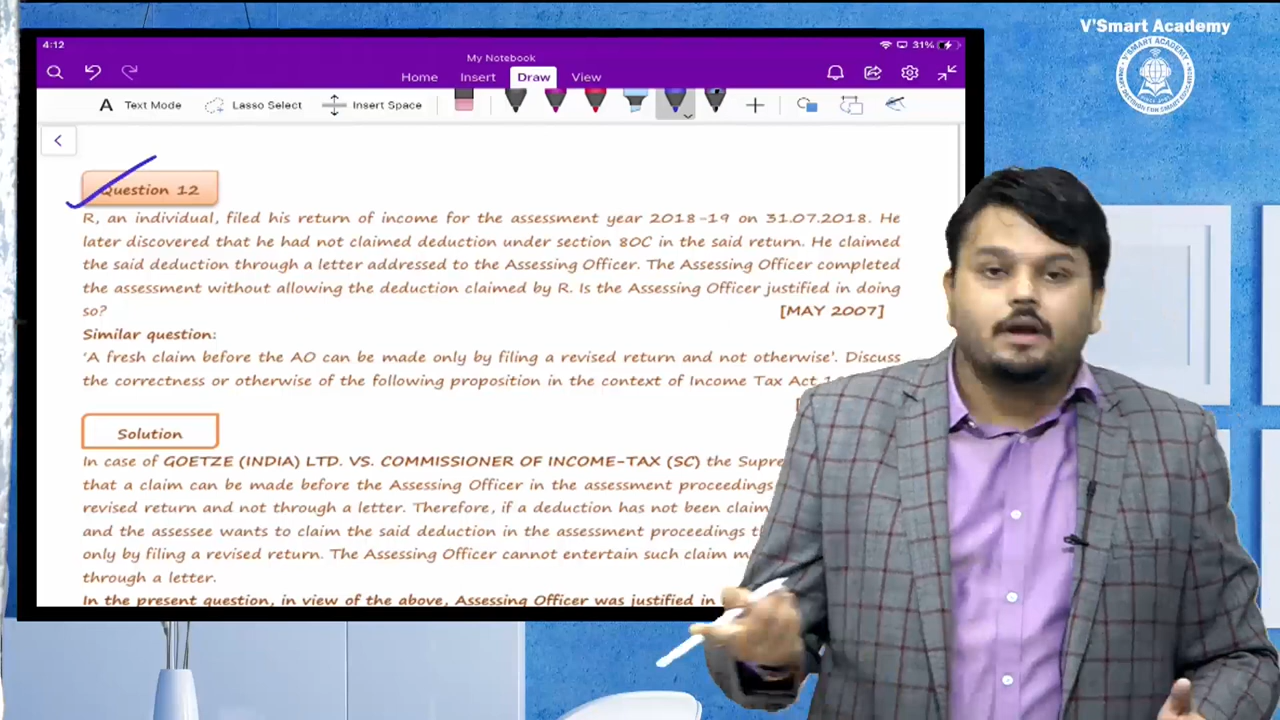 V'Smart Academy
4:12
31%
My Notebook
Home Insert Draw View
Text Mode Lasso Select Insert Space
Question 12
R, an individual, filed his return of income for the assessment year 2018-19 on 31.07.2018. He
later discovered that he had not claimed deduction under section 80C in the said return. He claimed
the said deduction through a letter addressed to the Assessing Officer. The Assessing Officer completed
the assessment without allowing the deduction claimed by R. Is the Assessing Officer justified in doing
so? [MAY 2007]
Similar question:
'A fresh claim before the AO can be made only by filing a revised return and not otherwise'. Discuss
the correctness or otherwise of the following proposition in the context of Income Tax Act
Solution
In case of GOETZE (INDIA) LTD. VS. COMMISSIONER OF INCOME-TAX (SC) the
that a claim can be made before the Assessing Officer in the assessment proceedings
revised return and not through a letter. Therefore, if a deduction has not been
and the assessee wants to claim the said deduction in the assessment proceedings
only by filing a revised return. The Assessing Officer cannot entertain such claim
through a letter.
In the present question, in view of the above, Assessing Officer was justified in